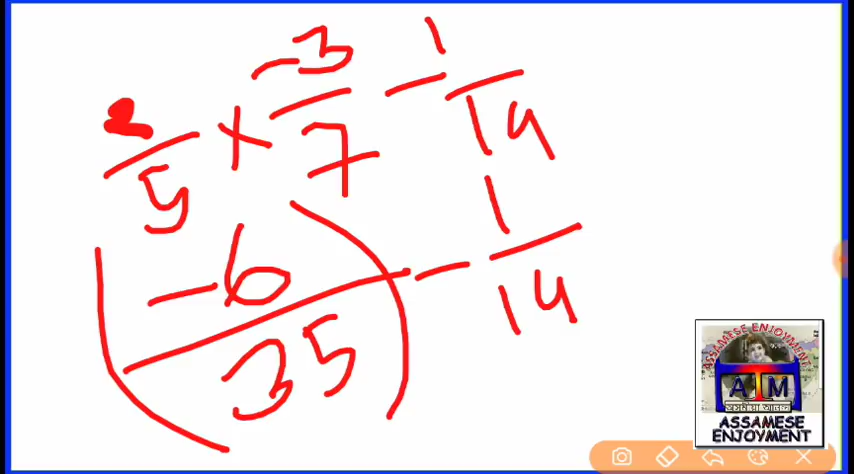 2/5 × -3/7 - 1/14
(-6/35) - 1/14
ASSAMESE ENJOYMENT
ATM
ASSAMESE
ENJOYMENT